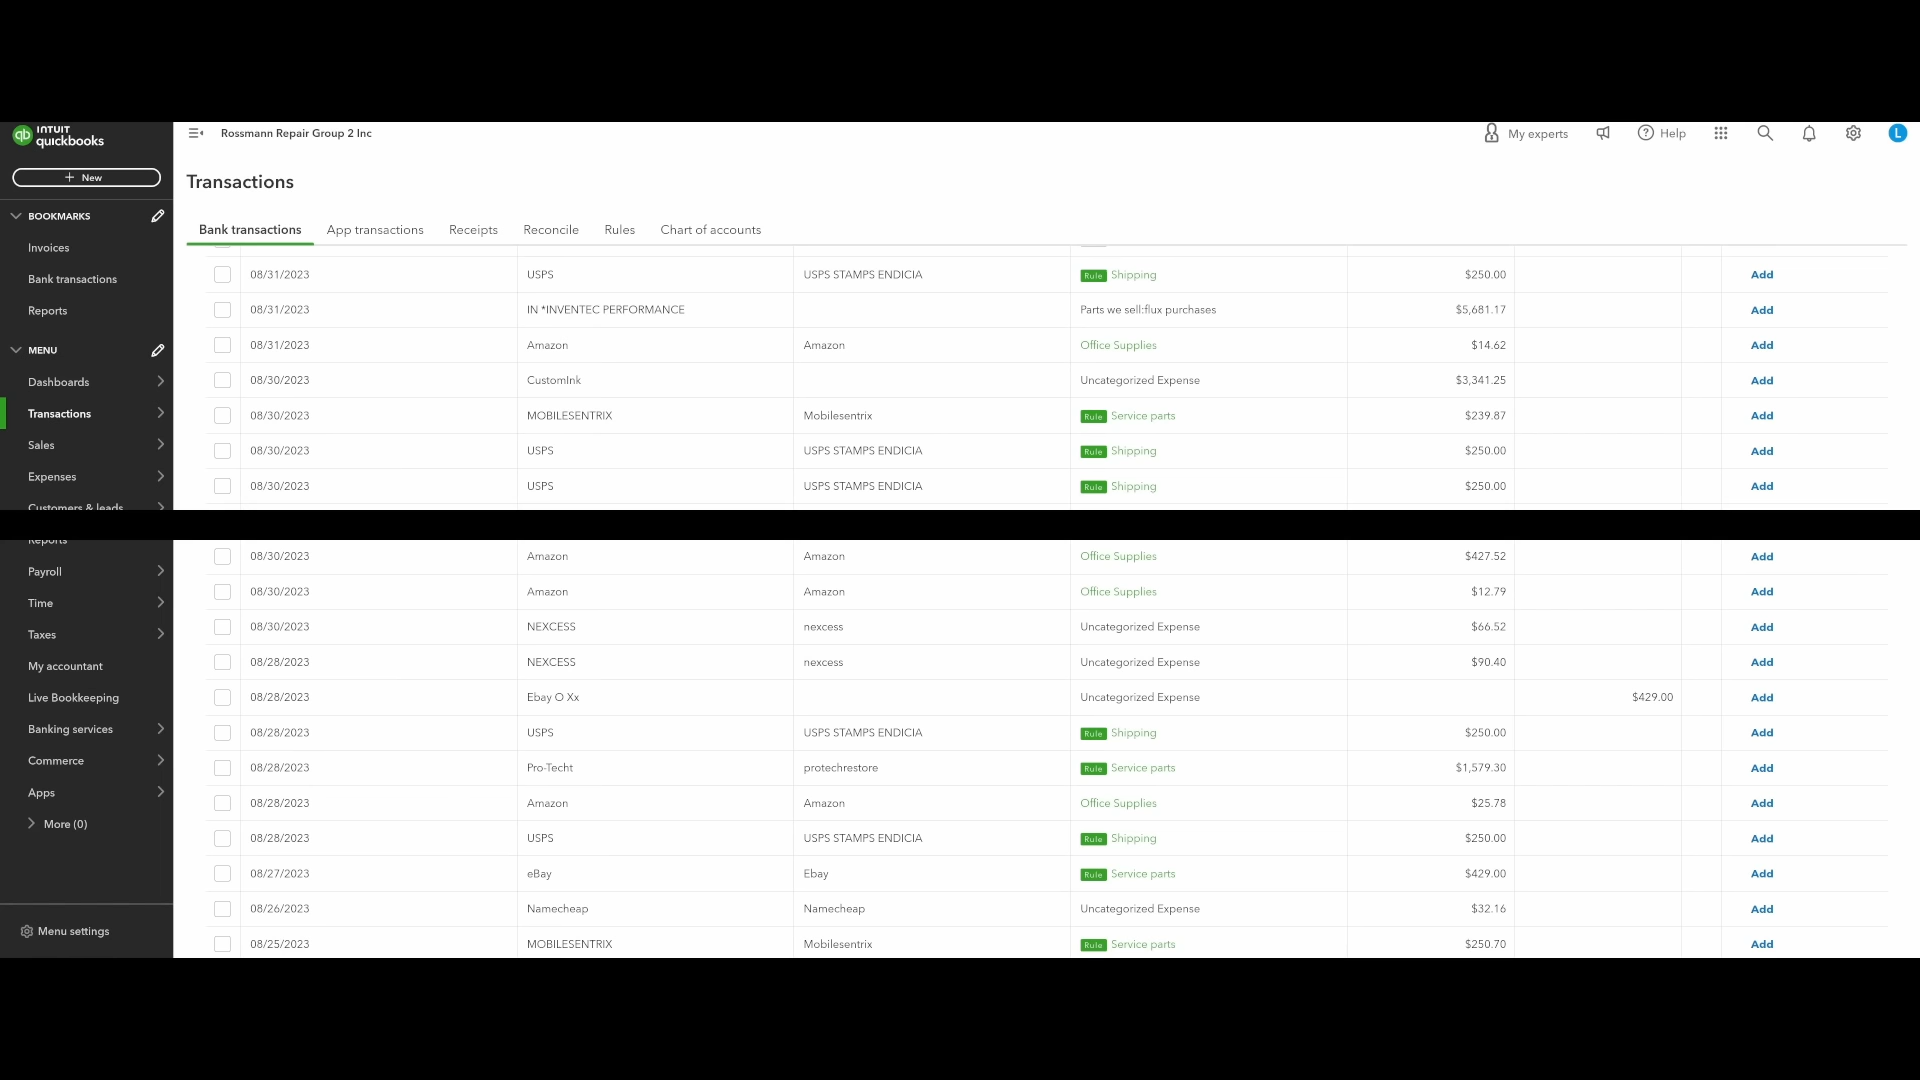 INTUIT
quickbooks
Rossmann Repair Group 2 Inc
My experts
Help
L
+ New
Transactions
BOOKMARKS
Invoices
Bank transactions
Reports
MENU
Dashboards
Transactions
Sales
Expenses
Customers & leads
Reports
Payroll
Time
Taxes
My accountant
Live Bookkeeping
Banking services
Commerce
Apps
More (0)
Menu settings
Bank transactions App transactions Receipts Reconcile Rules Chart of accounts
08/31/2023 USPS USPS STAMPS ENDICIA Rule Shipping $250.00 Add
08/31/2023 IN *INVENTEC PERFORMANCE Parts we sell:flux purchases $5,681.17 Add
08/31/2023 Amazon Amazon Office Supplies $14.62 Add
08/30/2023 CustomInk Uncategorized Expense $3,341.25 Add
08/30/2023 MOBILESENTRIX Mobilesentrix Rule Service parts $239.87 Add
08/30/2023 USPS USPS STAMPS ENDICIA Rule Shipping $250.00 Add
08/30/2023 USPS USPS STAMPS ENDICIA Rule Shipping $250.00 Add
08/30/2023 Amazon Amazon Office Supplies $427.52 Add
08/30/2023 Amazon Amazon Office Supplies $12.79 Add
08/30/2023 NEXCESS nexcess Uncategorized Expense $66.52 Add
08/28/2023 NEXCESS nexcess Uncategorized Expense $90.40 Add
08/28/2023 Ebay O Xx Uncategorized Expense $429.00 Add
08/28/2023 USPS USPS STAMPS ENDICIA Rule Shipping $250.00 Add
08/28/2023 Pro-Techt protechrestore Rule Service parts $1,579.30 Add
08/28/2023 Amazon Amazon Office Supplies $25.78 Add
08/28/2023 USPS USPS STAMPS ENDICIA Rule Shipping $250.00 Add
08/27/2023 eBay Ebay Rule Service parts $429.00 Add
08/26/2023 Namecheap Namecheap Uncategorized Expense $32.16 Add
08/25/2023 MOBILESENTRIX Mobilesentrix Rule Service parts $250.70 Add